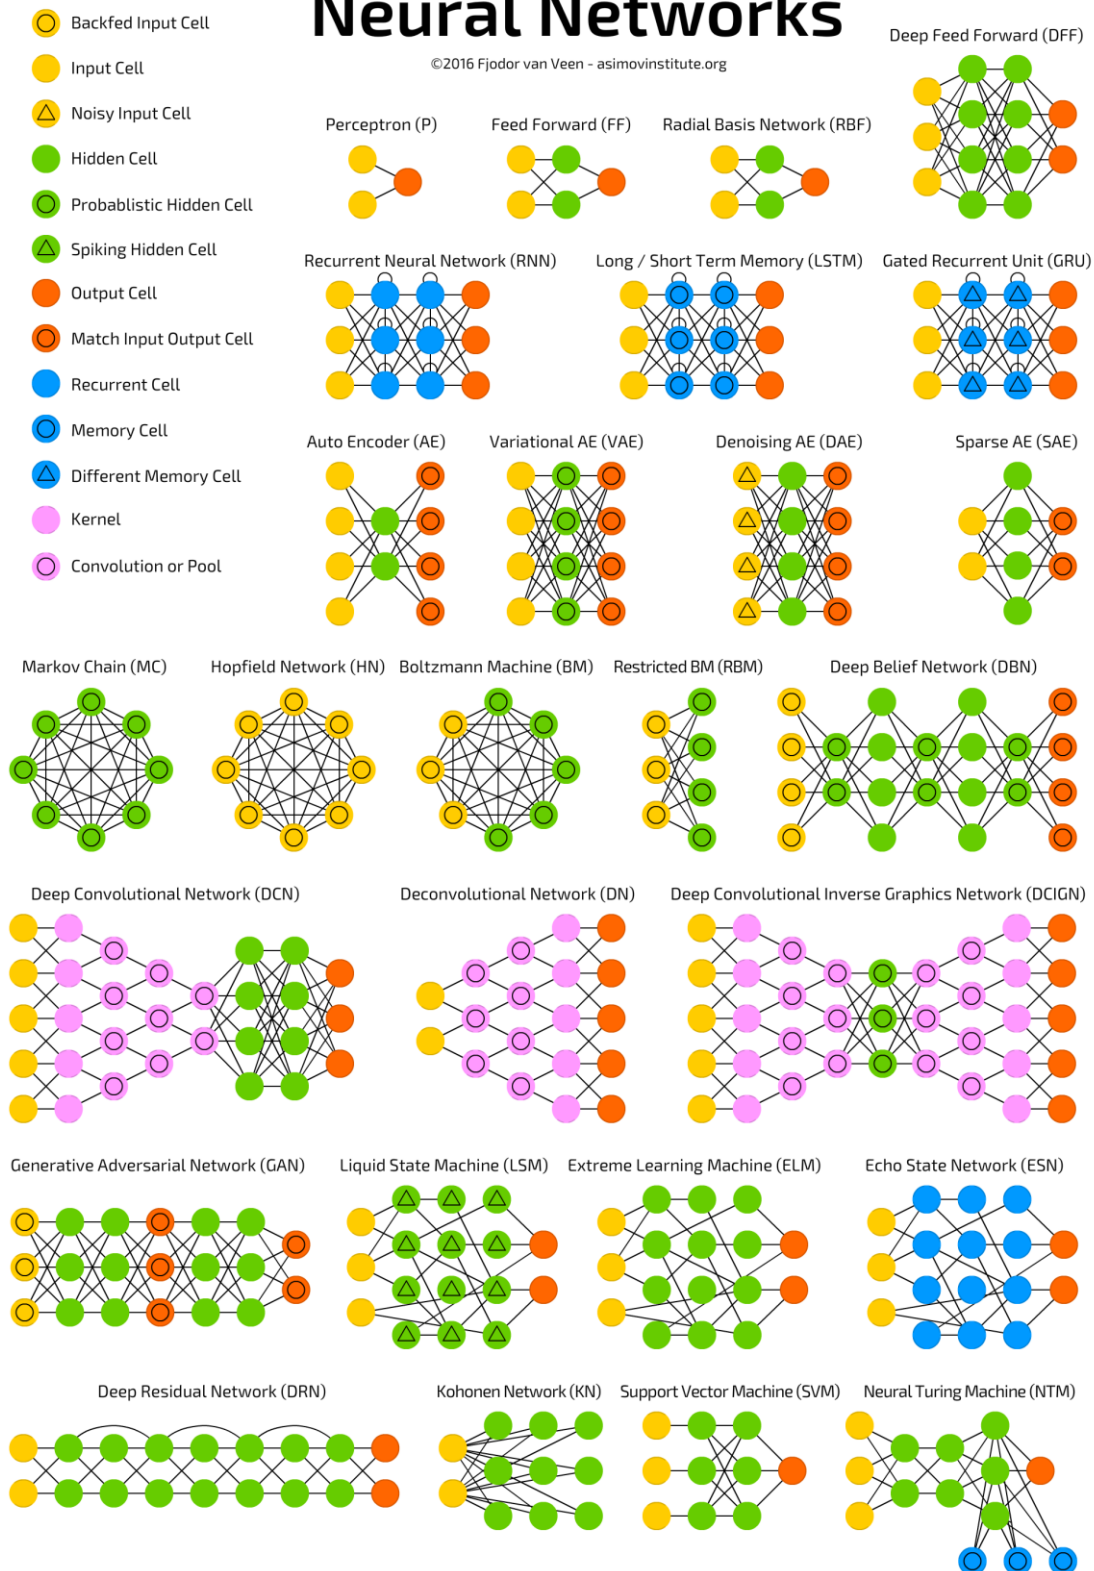 Neural Networks
©2016 Fjodor van Veen - asimovinstitute.org
Backfed Input Cell
Input Cell
Noisy Input Cell
Hidden Cell
Probablistic Hidden Cell
Spiking Hidden Cell
Output Cell
Match Input Output Cell
Recurrent Cell
Memory Cell
Different Memory Cell
Kernel
Convolution or Pool
Deep Feed Forward (DFF)
Perceptron (P)
Feed Forward (FF)
Radial Basis Network (RBF)
Recurrent Neural Network (RNN)
Long / Short Term Memory (LSTM)
Gated Recurrent Unit (GRU)
Auto Encoder (AE)
Variational AE (VAE)
Denoising AE (DAE)
Sparse AE (SAE)
Markov Chain (MC)
Hopfield Network (HN)
Boltzmann Machine (BM)
Restricted BM (RBM)
Deep Belief Network (DBN)
Deep Convolutional Network (DCN)
Deconvolutional Network (DN)
Deep Convolutional Inverse Graphics Network (DCIGN)
Generative Adversarial Network (GAN)
Liquid State Machine (LSM)
Extreme Learning Machine (ELM)
Echo State Network (ESN)
Deep Residual Network (DRN)
Kohonen Network (KN)
Support Vector Machine (SVM)
Neural Turing Machine (NTM)